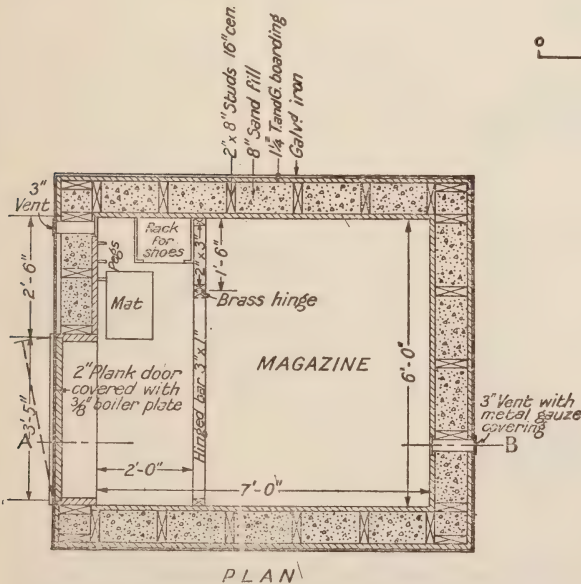 2"x 8" Studs 16" cen.
8" Sand Fill
1¼" T. and G. boarding
Galvd iron
3"
Vent
2'-6"
Pegs
Rack
For
shoes
2"x 3"
1'-6"
Mat
Brass hinge
MAGAZINE
6'-0"
2" Plank door
covered with
3/8" boiler plate
Hinged bar 3"x 1"
3" Vent with
metal gauze
covering
A
3'-5"
B
2'-0"
7'-0"
PLAN
0